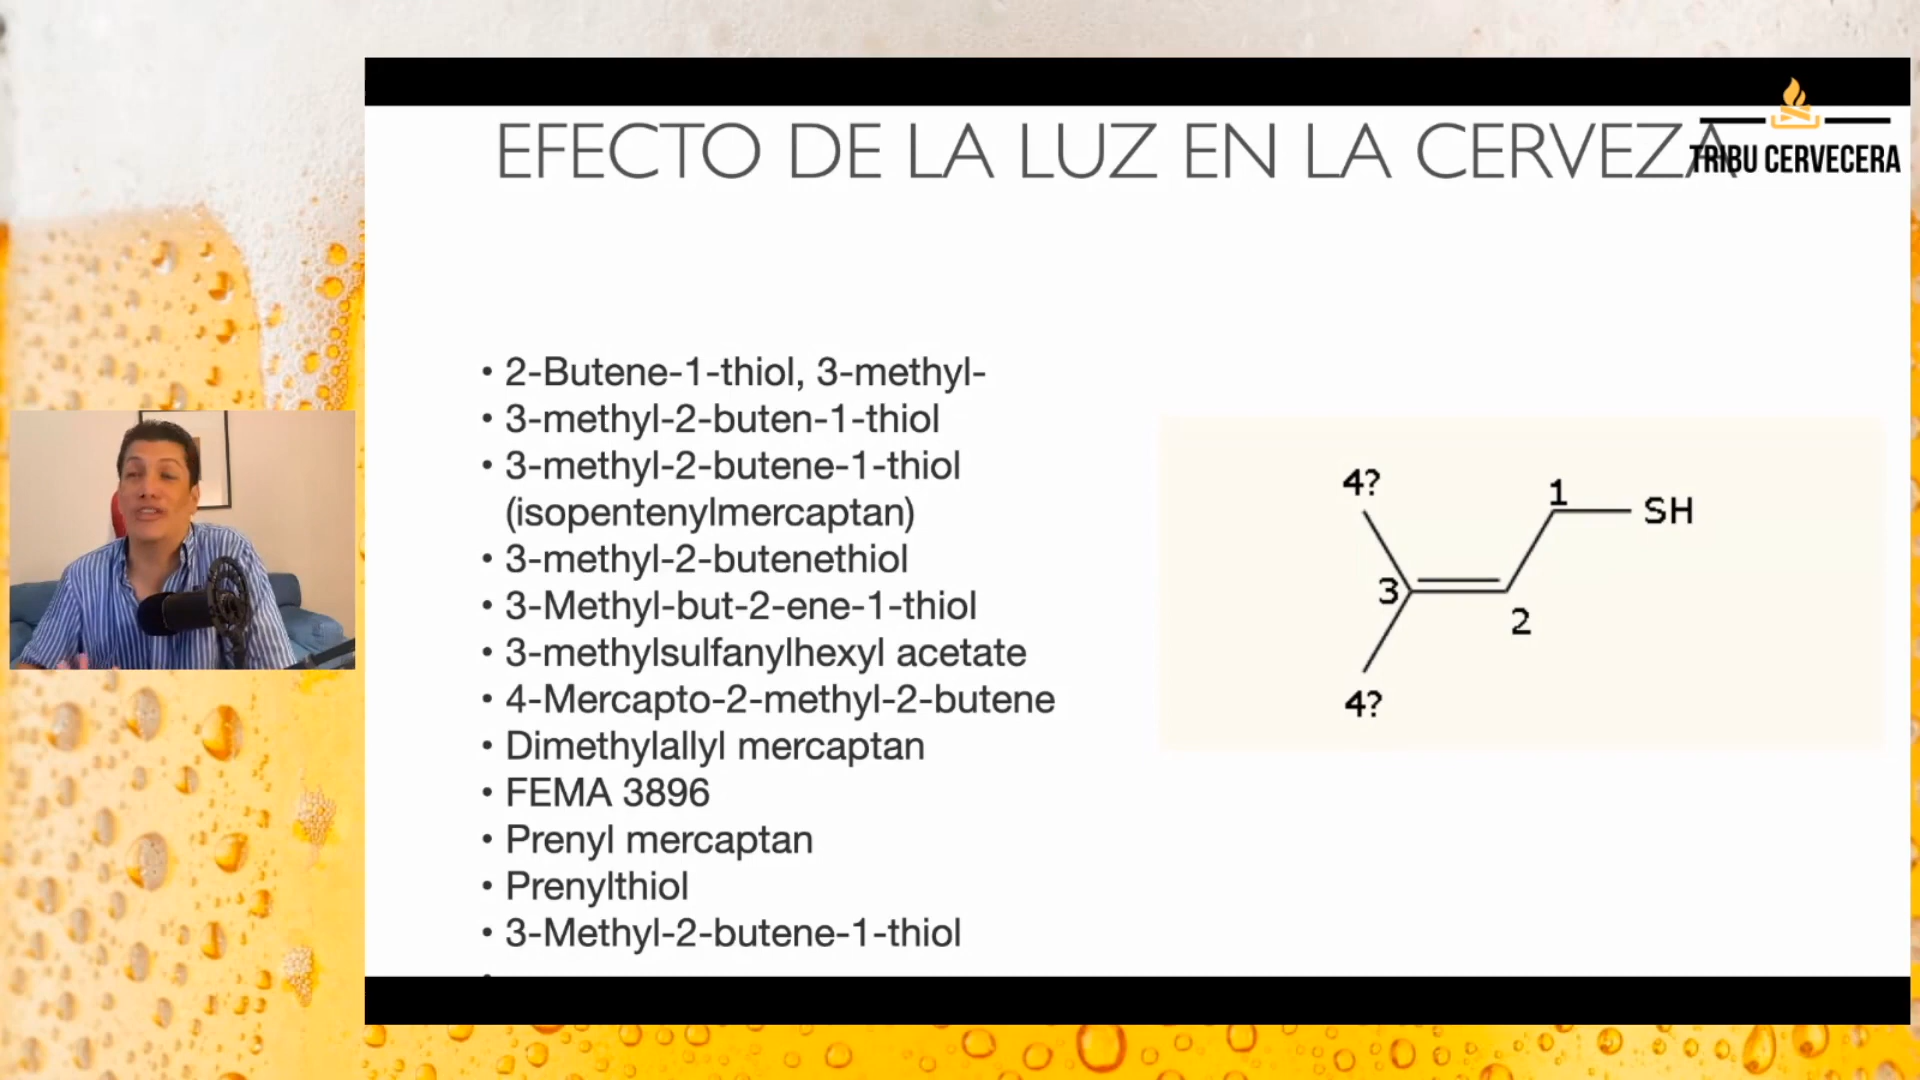 EFECTO DE LA LUZ EN LA CERVEZA
TRIBU CERVECERA
• 2-Butene-1-thiol, 3-methyl-
• 3-methyl-2-buten-1-thiol
• 3-methyl-2-butene-1-thiol
(isopentenylmercaptan)
• 3-methyl-2-butenethiol
• 3-Methyl-but-2-ene-1-thiol
• 3-methylsulfanylhexyl acetate
• 4-Mercapto-2-methyl-2-butene
• Dimethylallyl mercaptan
• FEMA 3896
• Prenyl mercaptan
• Prenylthiol
• 3-Methyl-2-butene-1-thiol
4?
1
SH
3
2
4?